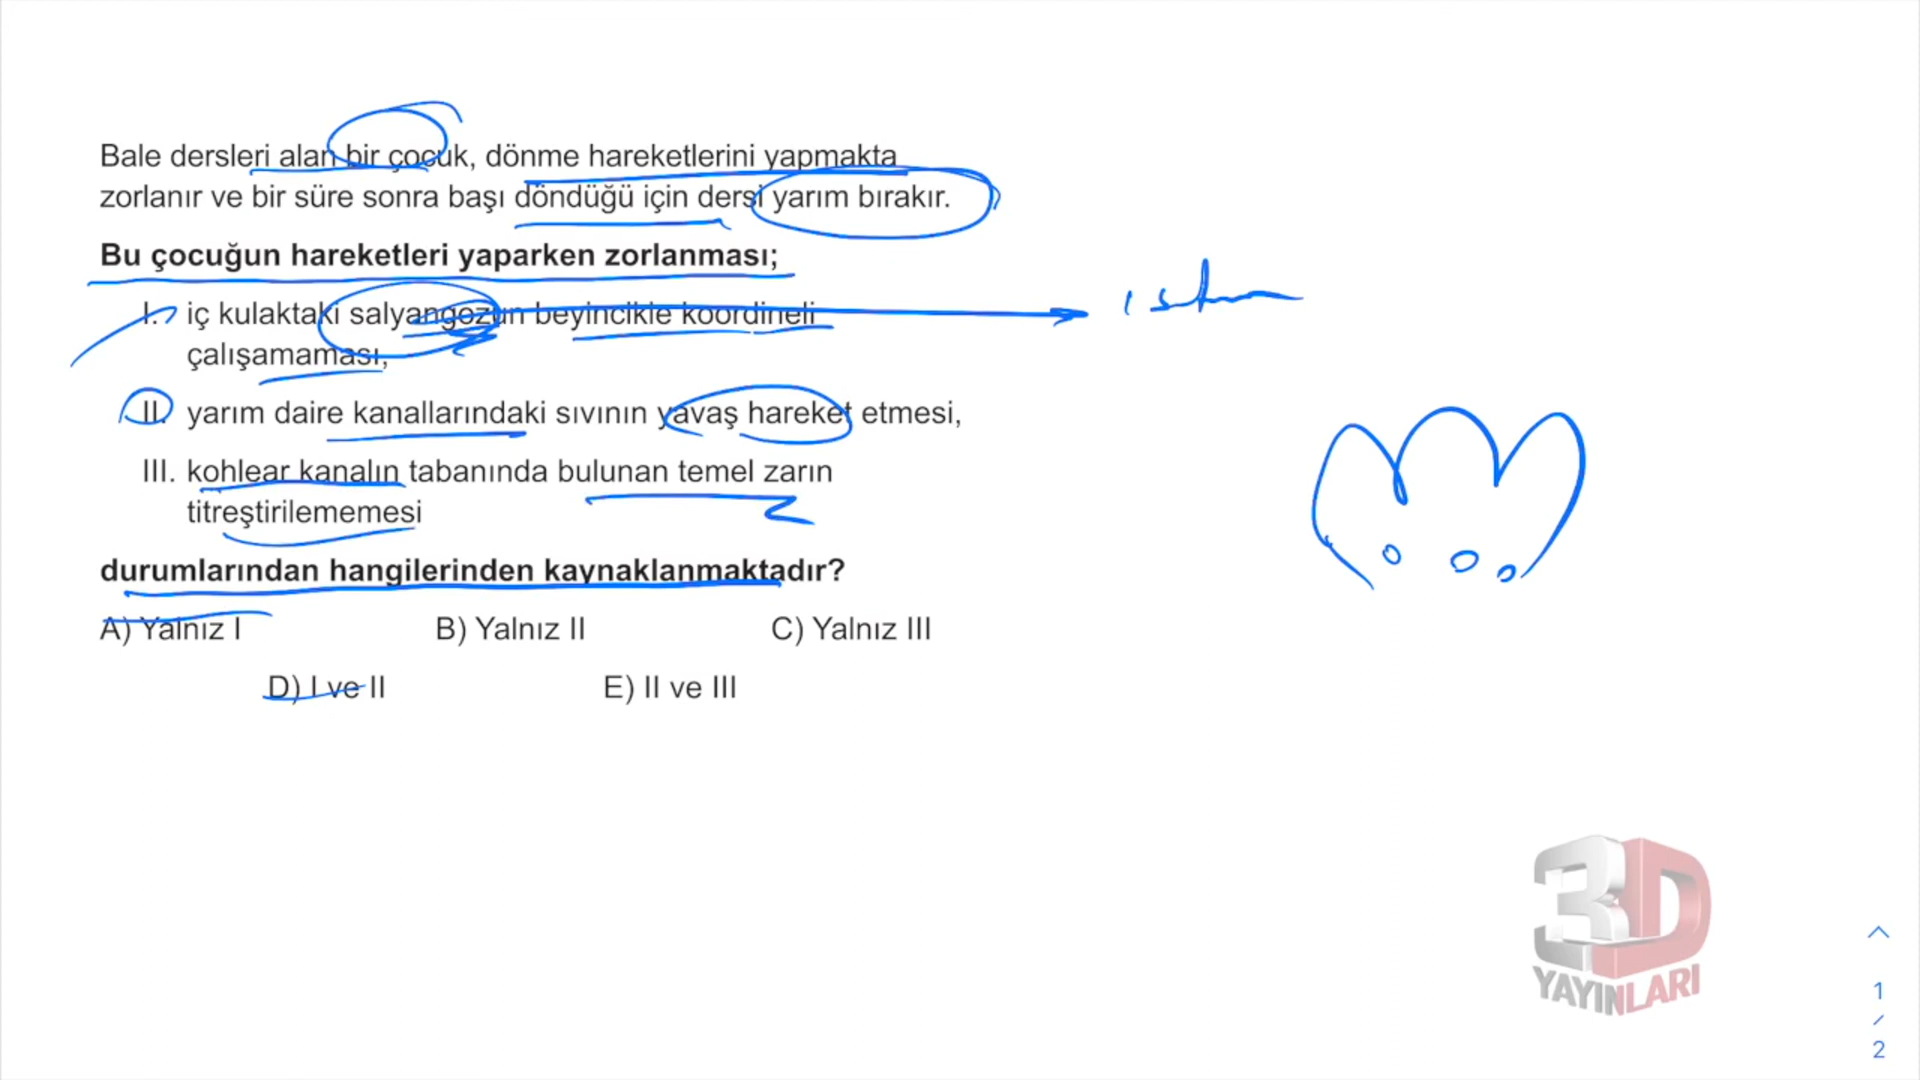 Bale dersleri alan bir çocuk, dönme hareketlerini yapmakta
zorlanır ve bir süre sonra başı döndüğü için dersi yarım bırakır.
Bu çocuğun hareketleri yaparken zorlanması;
I. iç kulaktaki salyangozun beyincikle koordineli
çalışamaması,
II. yarım daire kanallarındaki sıvının yavaş hareket etmesi,
III. kohlear kanalın tabanında bulunan temel zarın
titreştirilememesi
durumlarından hangilerinden kaynaklanmaktadır?
A) Yalnız I B) Yalnız II C) Yalnız III
D) I ve II E) II ve III
3D
YAYINLARI
1
/
2